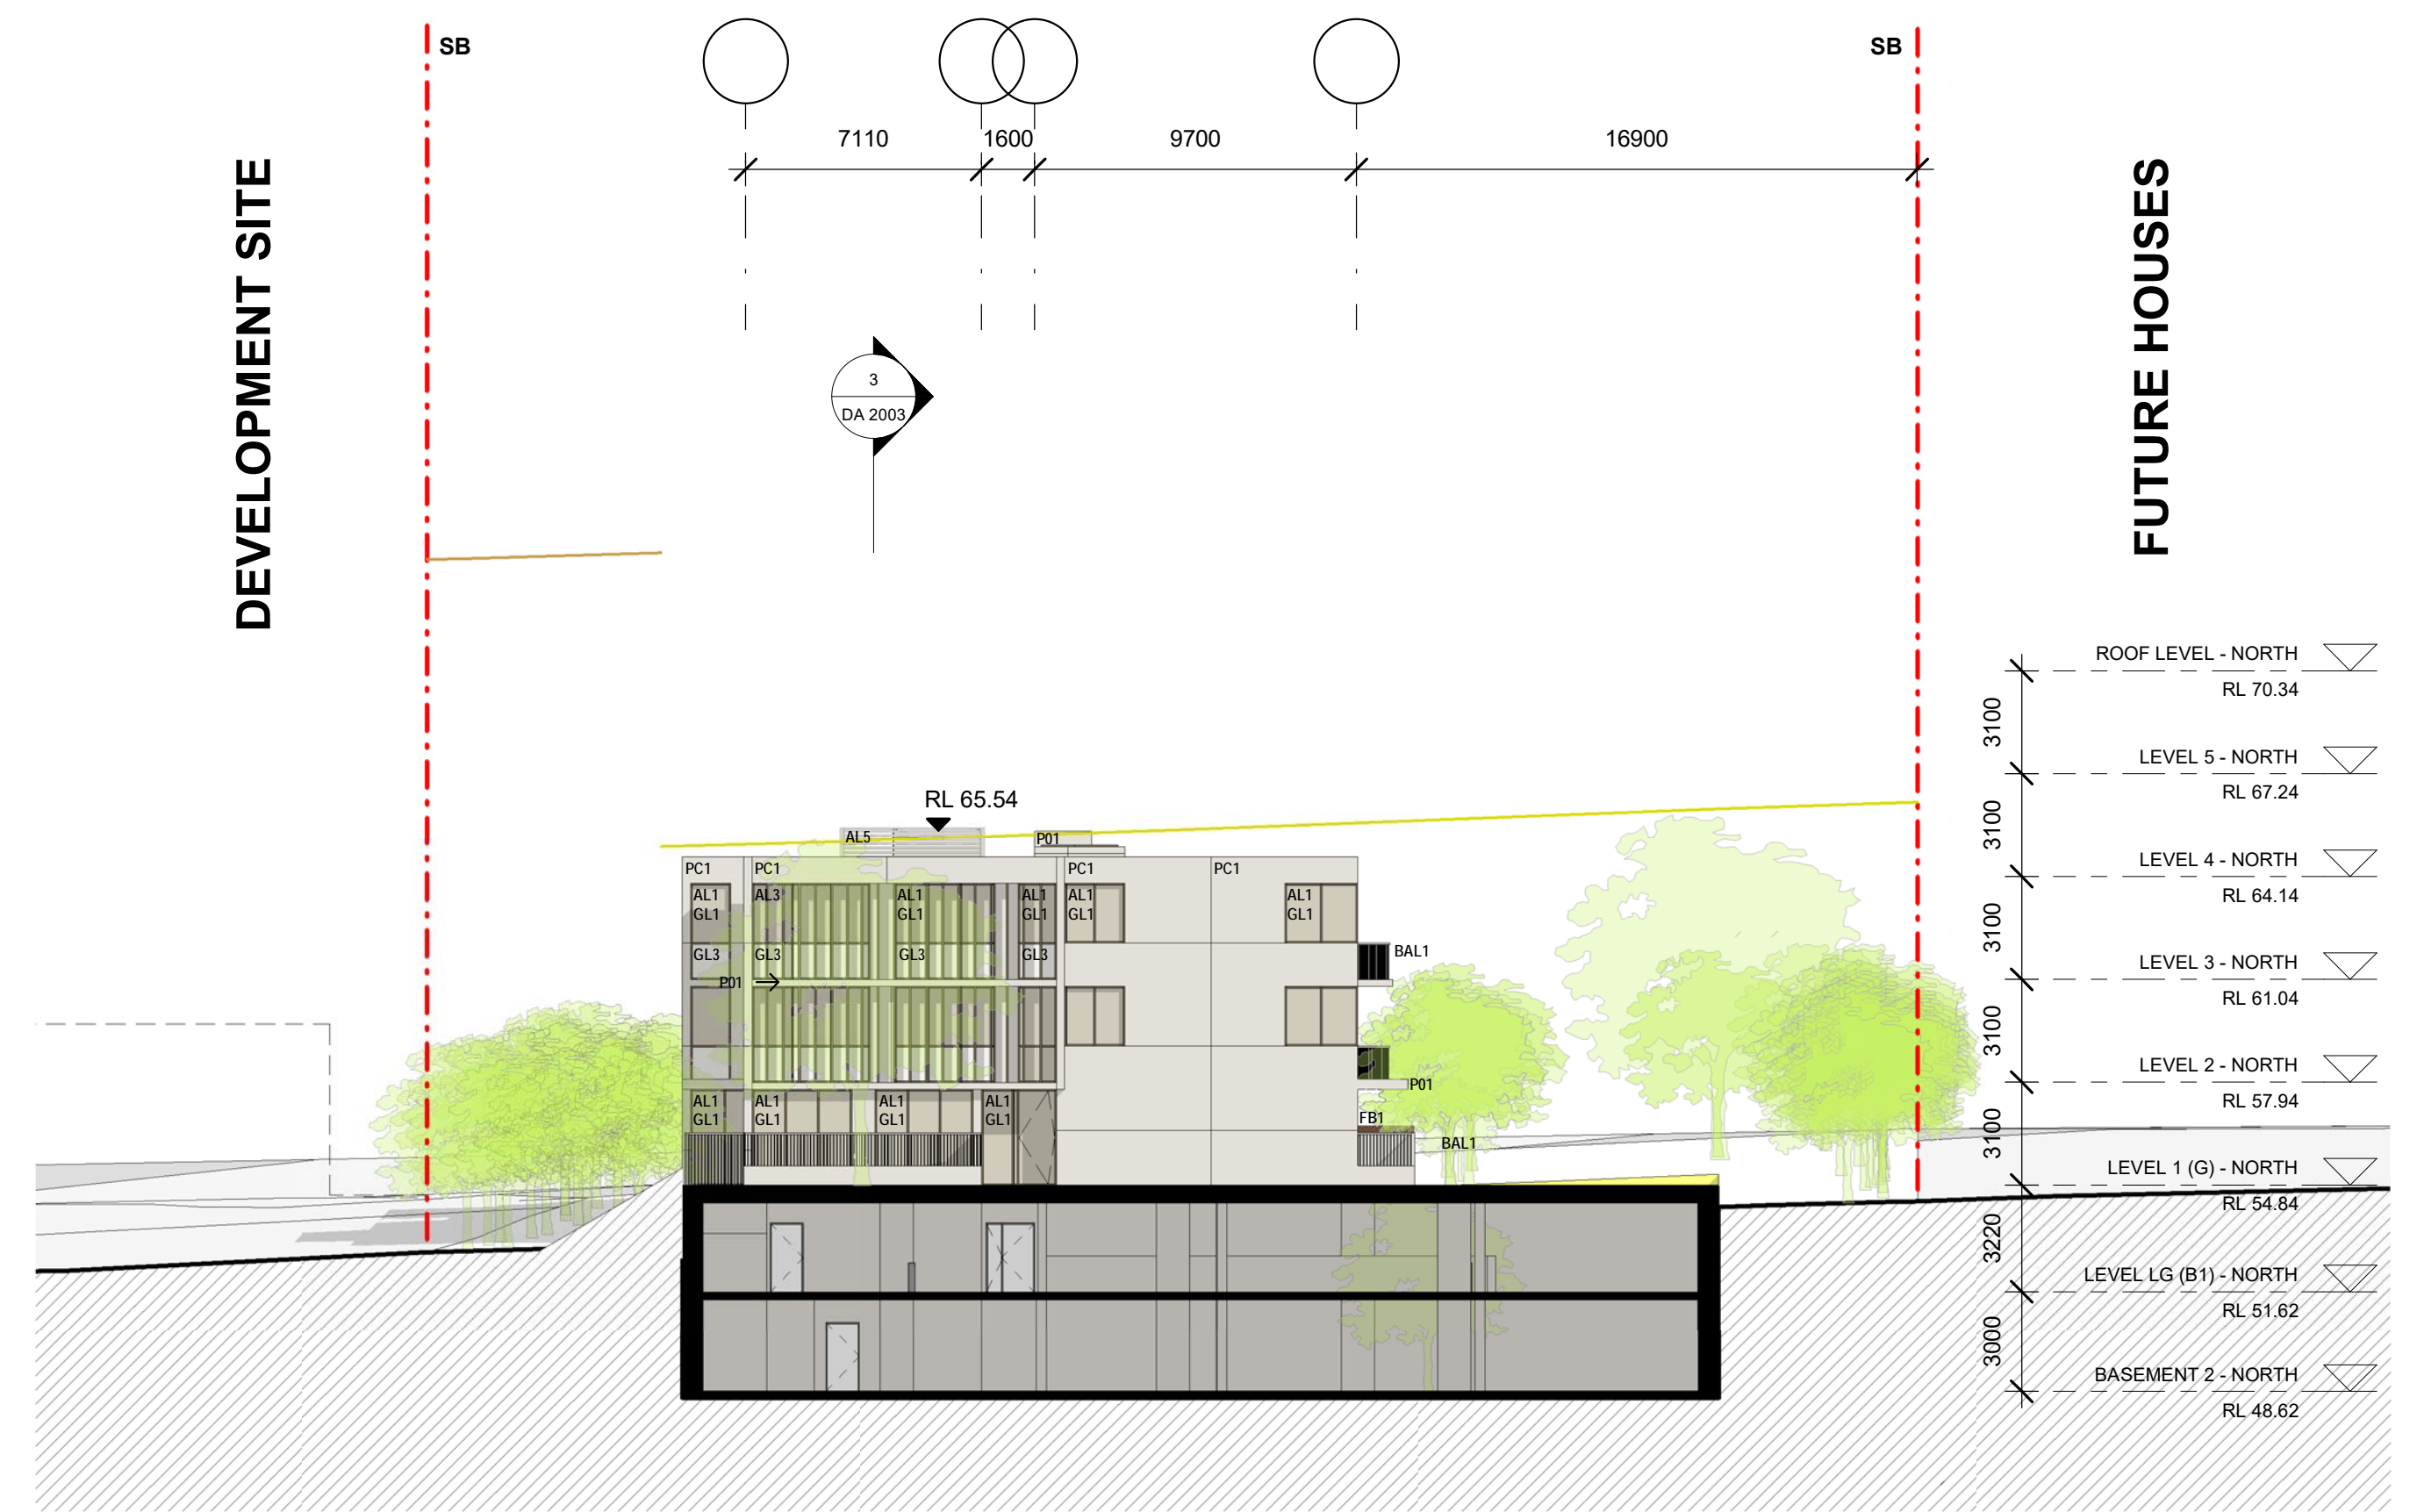 SB
SB
7110
1600
9700
16900
DEVELOPMENT SITE
FUTURE HOUSES
3
DA 2003
ROOF LEVEL - NORTH
RL 70.34
3100
LEVEL 5 - NORTH
RL 67.24
3100
LEVEL 4 - NORTH
RL 64.14
3100
LEVEL 3 - NORTH
RL 61.04
3100
LEVEL 2 - NORTH
RL 57.94
3100
LEVEL 1 (G) - NORTH
RL 54.84
3220
LEVEL LG (B1) - NORTH
RL 51.62
3000
BASEMENT 2 - NORTH
RL 48.62
RL 65.54
AL5
P01
PC1
PC1
PC1
PC1
AL1
GL1
AL3
AL1
GL1
AL1
GL1
AL1
GL1
AL1
GL1
GL3
GL3
GL3
GL3
BAL1
P01
P01
AL1
GL1
AL1
GL1
AL1
GL1
AL1
GL1
FB1
BAL1